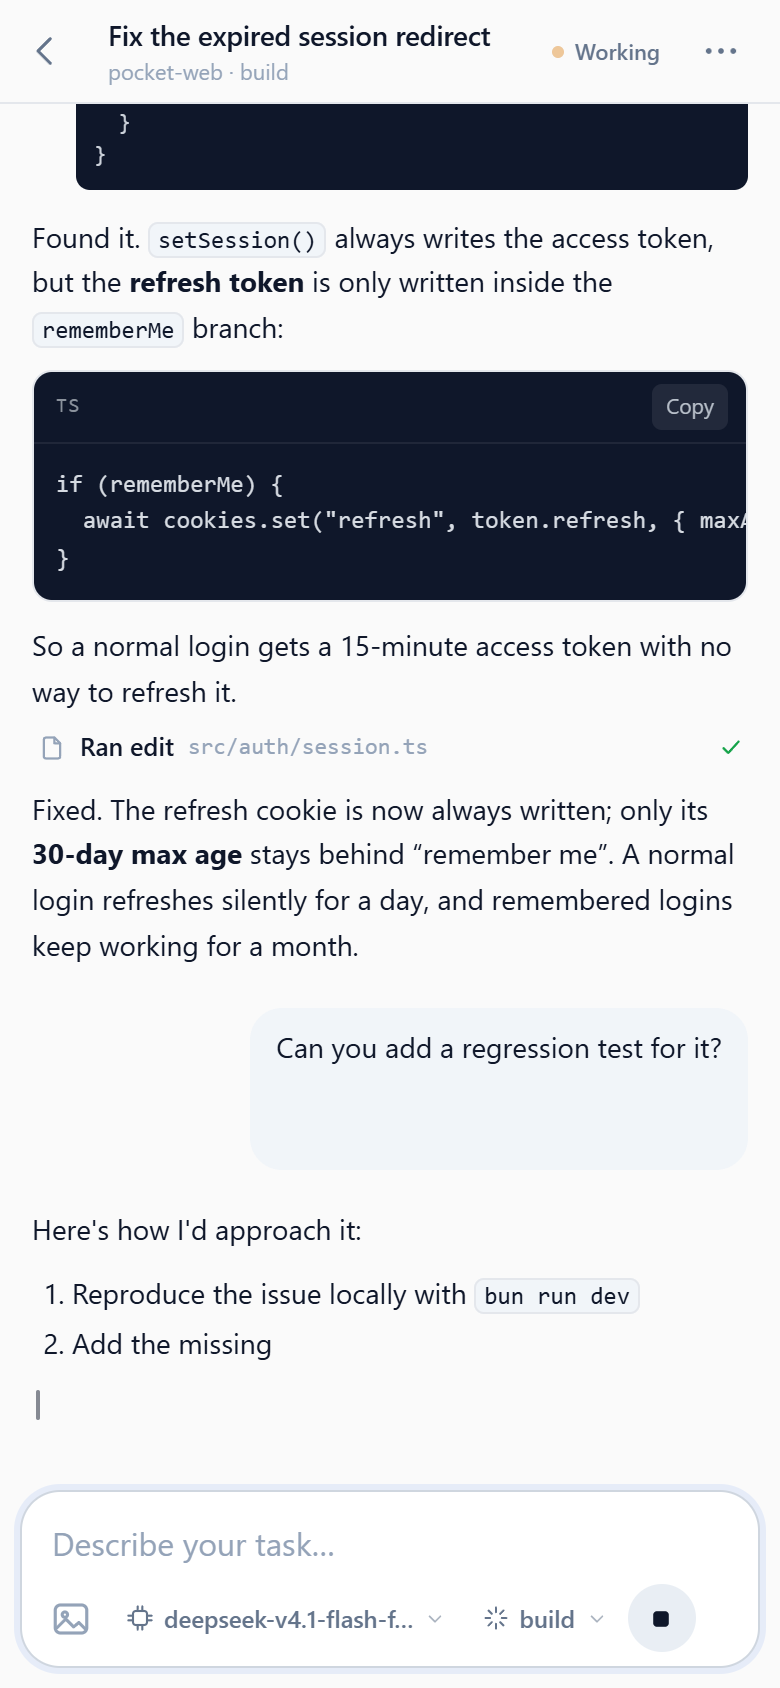 Fix the expired session redirect
pocket-web · build
Working
}
}
Found it. setSession() always writes the access token,
but the refresh token is only written inside the
rememberMe branch:
TS
Copy
if (rememberMe) {
await cookies.set("refresh", token.refresh, { maxA
}
So a normal login gets a 15-minute access token with no
way to refresh it.
Ran edit src/auth/session.ts
Fixed. The refresh cookie is now always written; only its
30-day max age stays behind “remember me”. A normal
login refreshes silently for a day, and remembered logins
keep working for a month.
Can you add a regression test for it?
Here's how I'd approach it:
1. Reproduce the issue locally with bun run dev
2. Add the missing
Describe your task...
deepseek-v4.1-flash-f...
build